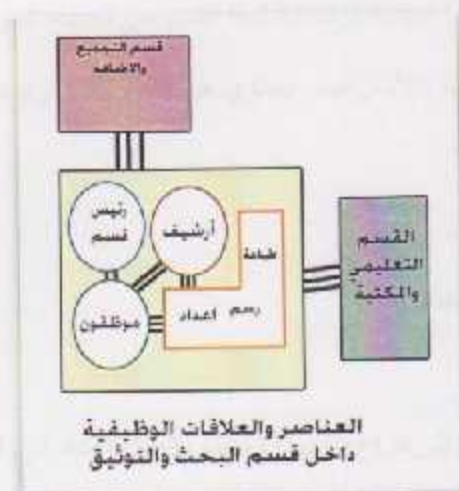 قسم التجميع
والاضافه
رئيس
قسم
أرشيف
طباعة
رسم
اعداد
موظفون
القسم
التعليمي
والمكتبة
العناصر والعلاقات الوظيفية
داخل قسم البحث والتوثيق